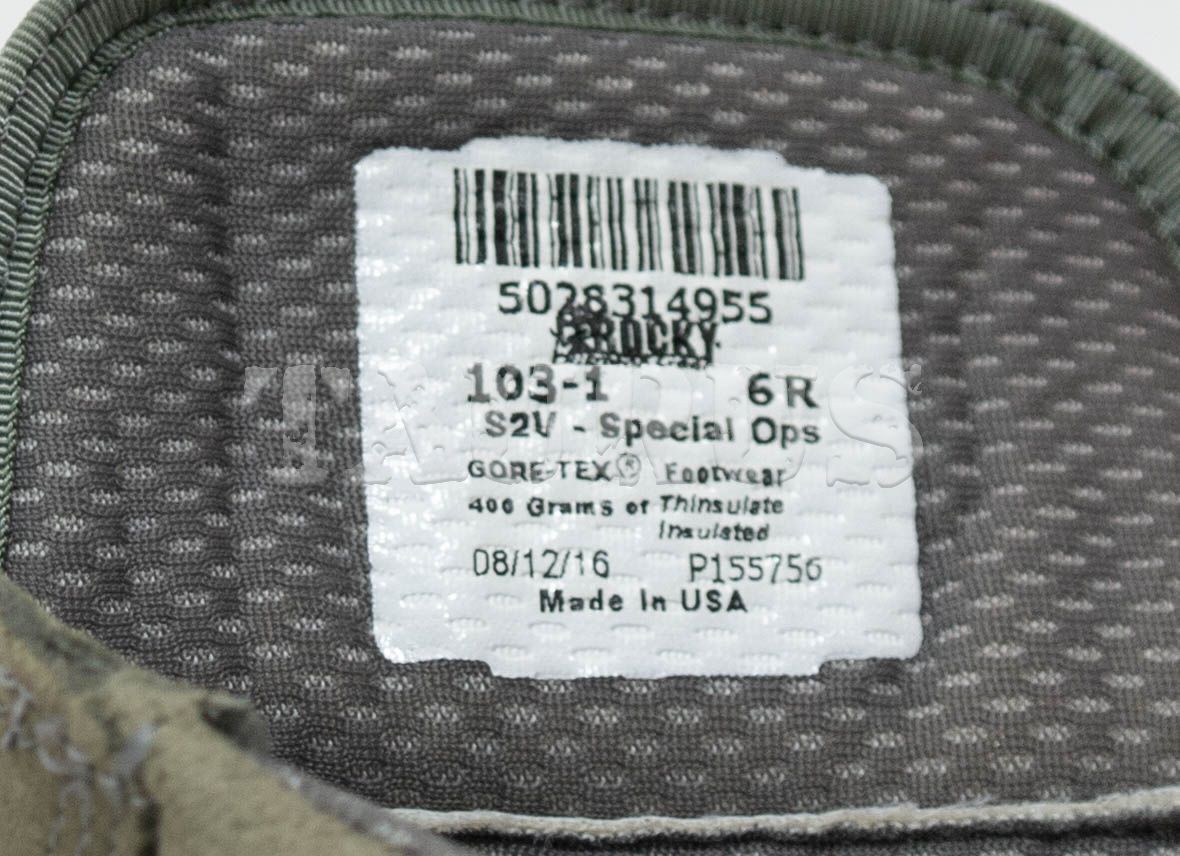 5028314955
ROCKY
103-1 6R
S2V - Special Ops
GORE-TEX® Footwear
400 Grams of Thinsulate
Insulated
08/12/16 P155756
Made In USA
TAURUS